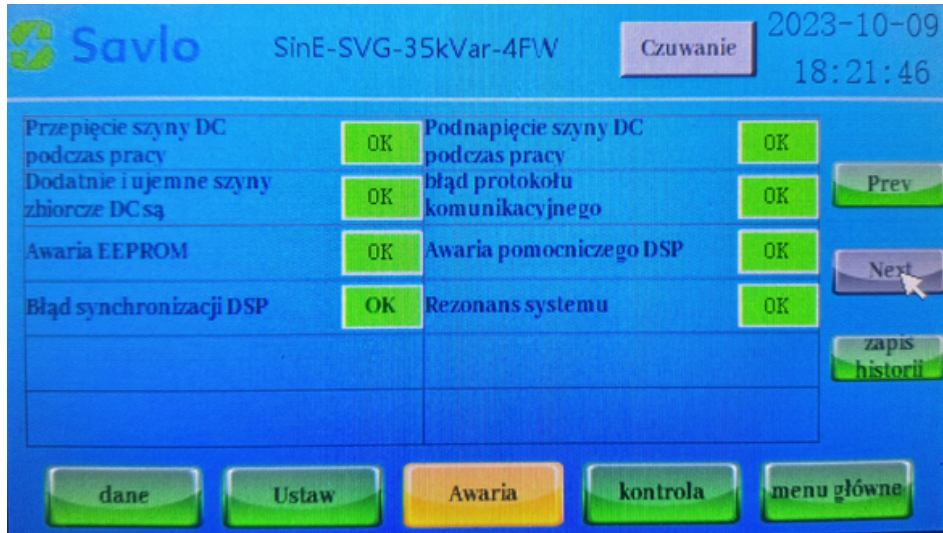 Savlo
SinE-SVG-35kVar-4FW
Czuwanie
2023-10-09
18:21:46
Przepięcie szyny DC
podczas pracy
OK
Podnapięcie szyny DC
podczas pracy
OK
Dodatnie i ujemne szyny
zbiorcze DC są
OK
błąd protokołu
komunikacyjnego
OK
Awaria EEPROM
OK
Awaria pomocniczego DSP
OK
Błąd synchronizacji DSP
OK
Rezonans systemu
OK
Prev
Next
zapis
historii
dane
Ustaw
Awaria
kontrola
menu główne